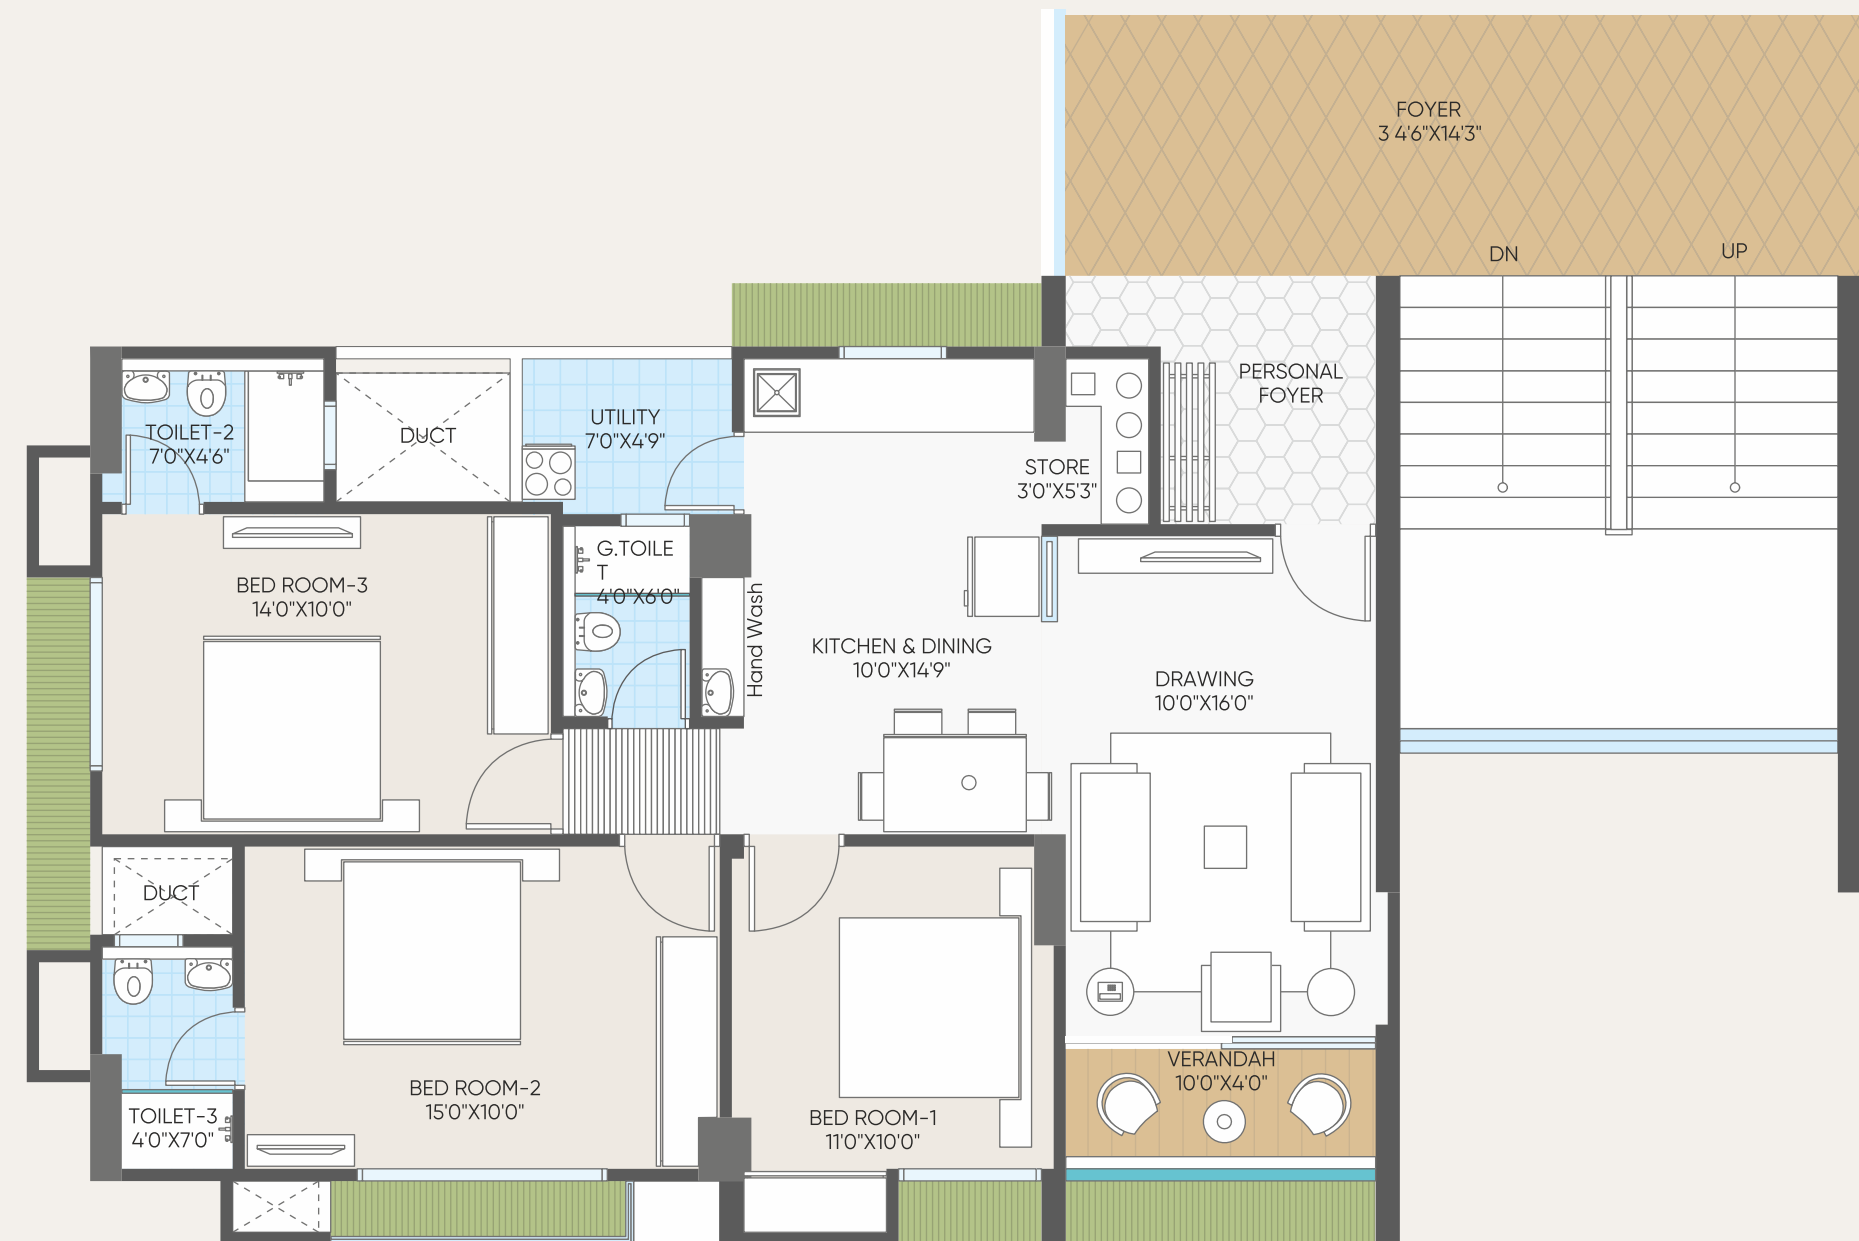 FOYER
3 4'6"X14'3"
DN
UP
PERSONAL
FOYER
UTILITY
7'0"X4'9"
TOILET-2
7'0"X4'6"
DUCT
STORE
3'0"X5'3"
G.TOILE
T
4'0"X6'0"
BED ROOM-3
14'0"X10'0"
Hand Wash
KITCHEN & DINING
10'0"X14'9"
DRAWING
10'0"X16'0"
DUCT
VERANDAH
10'0"X4'0"
BED ROOM-2
15'0"X10'0"
TOILET-3
4'0"X7'0"
BED ROOM-1
11'0"X10'0"